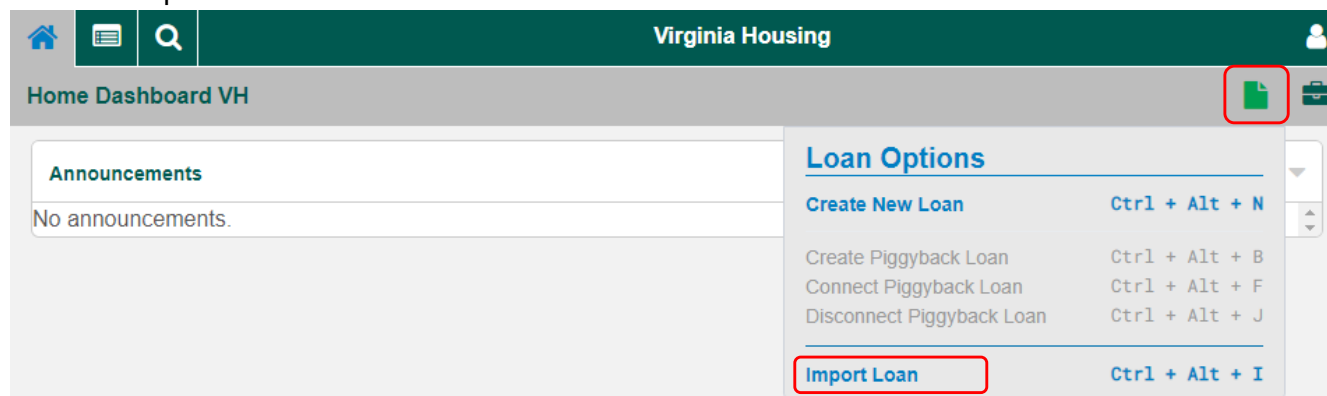 Virginia Housing
Home Dashboard VH
Announcements
No announcements.
Loan Options
Create New Loan Ctrl + Alt + N
Create Piggyback Loan Ctrl + Alt + B
Connect Piggyback Loan Ctrl + Alt + F
Disconnect Piggyback Loan Ctrl + Alt + J
Import Loan Ctrl + Alt + I